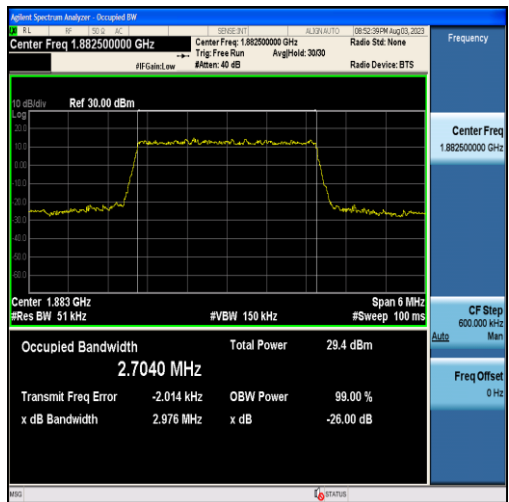 Agilent Spectrum Analyzer - Occupied BW
RL RF 50 Ω AC SENSE:INT ALIGN AUTO 08:52:39PM Aug 03, 2023
Center Freq 1.882500000 GHz Center Freq: 1.882500000 GHz Radio Std: None Frequency
Trig: Free Run Avg|Hold: 30/30
#IFGain:Low #Atten: 40 dB Radio Device: BTS
10 dB/div Ref 30.00 dBm
Log
20.0
10.0
0.00
-10.0
-20.0
-30.0
-40.0
-50.0
-60.0
Center Freq
1.882500000 GHz
Center 1.883 GHz Span 6 MHz
#Res BW 51 kHz #VBW 150 kHz #Sweep 100 ms
CF Step
600.000 kHz
Auto Man
Occupied Bandwidth Total Power 29.4 dBm
2.7040 MHz
Freq Offset
0 Hz
Transmit Freq Error -2.014 kHz OBW Power 99.00 %
x dB Bandwidth 2.976 MHz x dB -26.00 dB
MSG STATUS